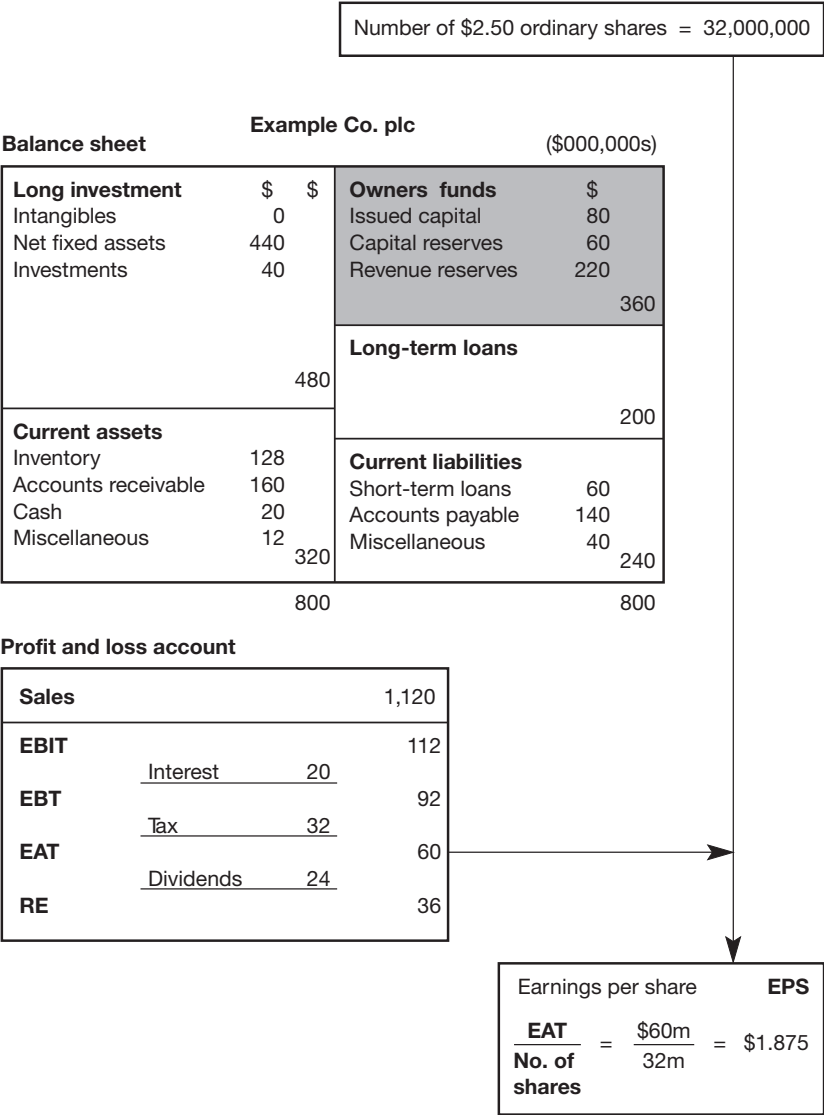 Number of $2.50 ordinary shares = 32,000,000
Example Co. plc
Balance sheet ($000,000s)
Long investment $ $
Intangibles 0
Net fixed assets 440
Investments 40
480
Current assets
Inventory 128
Accounts receivable 160
Cash 20
Miscellaneous 12
320
800
Owners funds $
Issued capital 80
Capital reserves 60
Revenue reserves 220
360
Long-term loans
200
Current liabilities
Short-term loans 60
Accounts payable 140
Miscellaneous 40
240
800
Profit and loss account
Sales 1,120
EBIT 112
Interest 20
EBT 92
Tax 32
EAT 60
Dividends 24
RE 36
Earnings per share EPS
EAT / No. of shares = $60m / 32m = $1.875